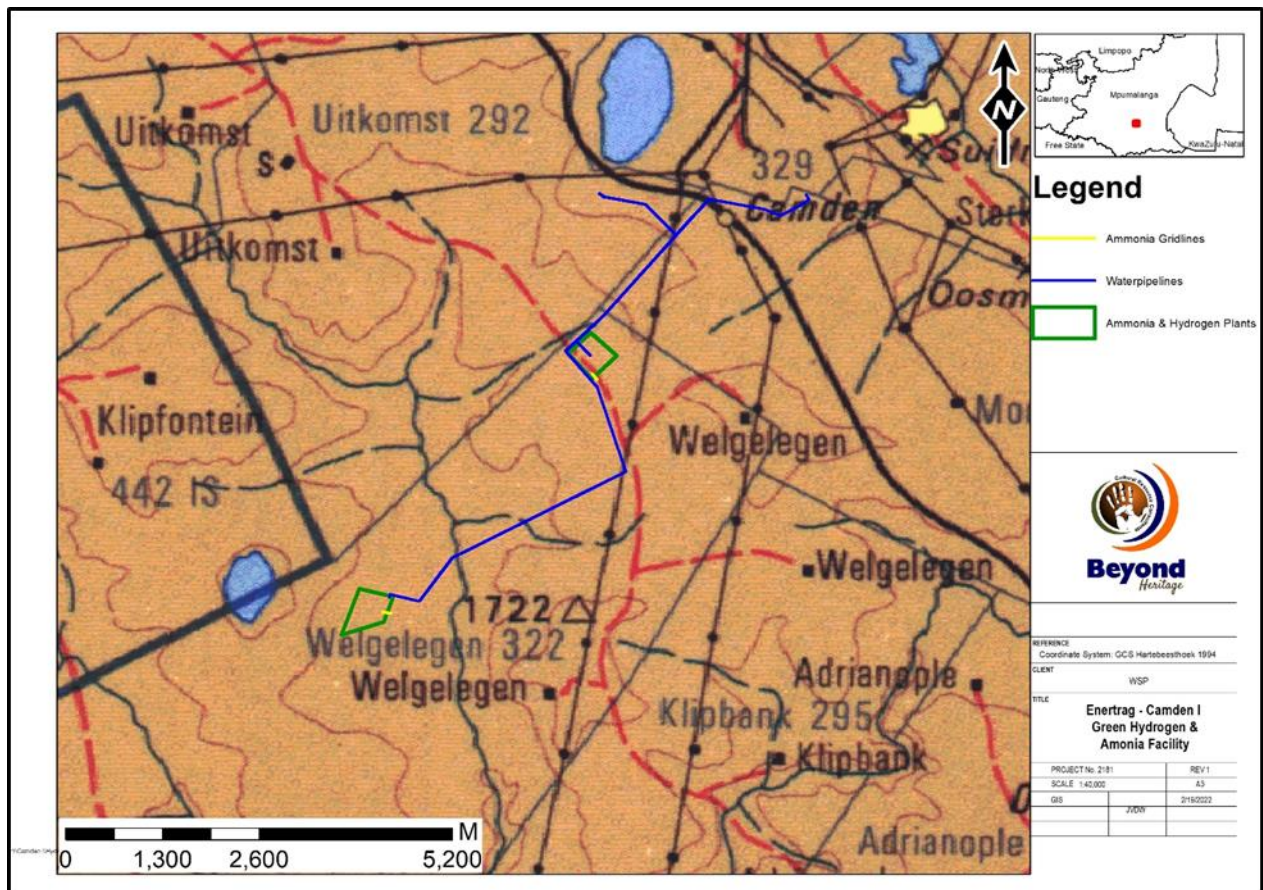 Uitkomst
Uitkomst 292
S
329
Camden
Uitkomst
Klipfontein
442 IS
Welgelegen
Welgelegen
1722
Welgelegen 322
Welgelegen
Adrianople
Klipbank 295
Klipbank
Adrianople
M
0 1,300 2,600 5,200
N
Limpopo
Gauteng
Mpumalanga
Free State
KwaZulu-Natal
Legend
Ammonia Gridlines
Waterpipelines
Ammonia & Hydrogen Plants
Beyond
Heritage
REFERENCE
Coordinate System: GCS Hartebeesthoek 1994
CLIENT
WSP
TITLE
Enertrag - Camden I
Green Hydrogen &
Amonia Facility
PROJECT No. 2181 REV 1
SCALE 1:40,000 A3
GIS 2/19/2022